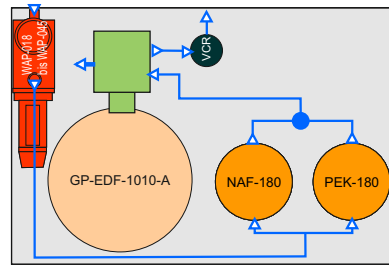 WAP-018
bis WAP-045
VCR
GP-EDF-1010-A
NAF-180
PEK-180